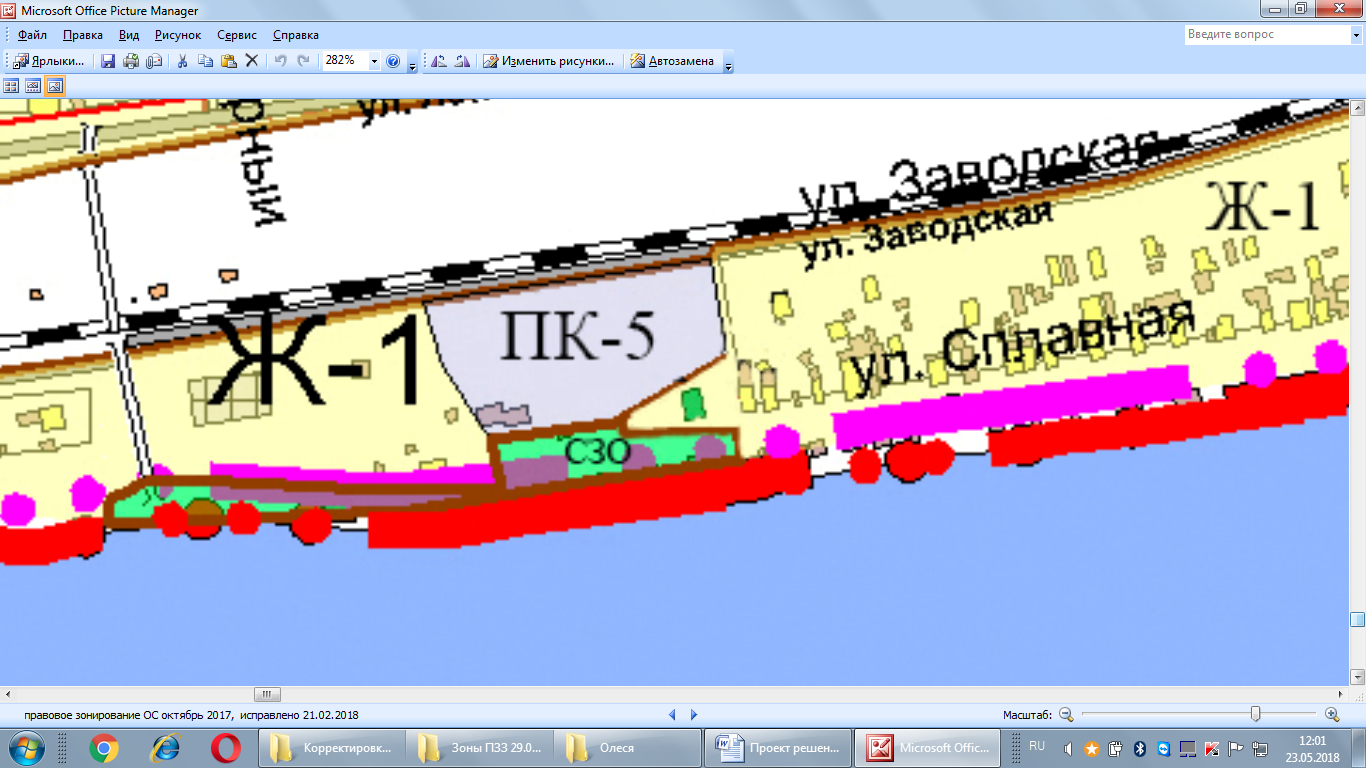 Microsoft Office Picture Manager
Файл Правка Вид Рисунок Сервис Справка
Введите вопрос
Ярлыки... 282% Изменить рисунки... Автозамена
ул. Заводская
ул. Заводская
Ж-1
ПК-5
Ж-1
ул. Сплавная
СЗО
правовое зонирование ОС октябрь 2017, исправлено 21.02.2018
Масштаб:
Корректировк... Зоны ПЗЗ 29.0... Олеся Проект решен... Microsoft Offic... RU
12:01
23.05.2018